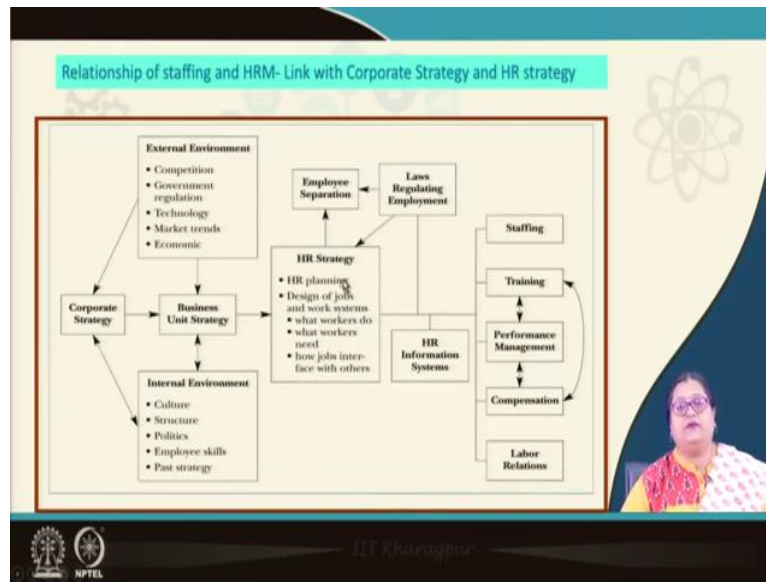 Relationship of staffing and HRM- Link with Corporate Strategy and HR strategy
External Environment
• Competition
• Government
regulation
• Technology
• Market trends
• Economic
Employee
Separation
Laws
Regulating
Employment
Corporate
Strategy
Business
Unit Strategy
HR Strategy
• HR planning
• Design of jobs
and work systems
• what workers do
• what workers
need
• how jobs inter-
face with others
HR
Information
Systems
Staffing
Training
Performance
Management
Compensation
Labor
Relations
Internal Environment
• Culture
• Structure
• Politics
• Employee skills
• Past strategy
IIT Kharagpur
NPTEL